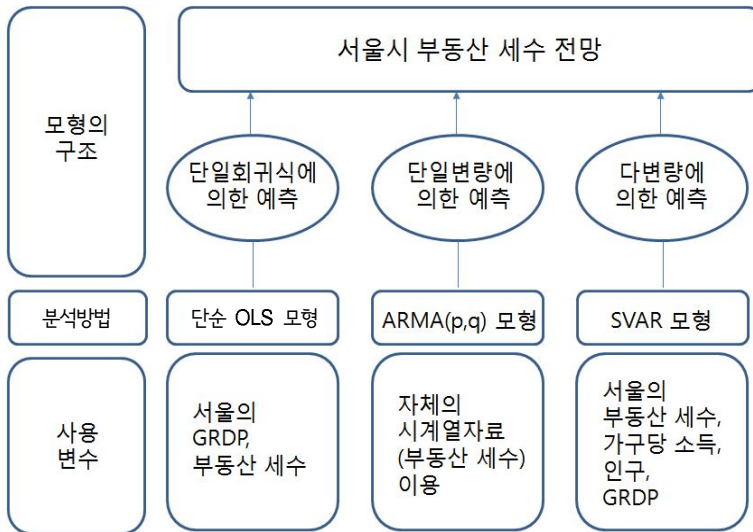 서울시 부동산 세수 전망
모형의
구조
단일회귀식에
의한 예측
단일변량에
의한 예측
다변량에
의한 예측
분석방법
단순 OLS 모형
ARMA(p,q) 모형
SVAR 모형
사용
변수
서울의
GRDP,
부동산 세수
자체의
시계열자료
(부동산 세수)
이용
서울의
부동산 세수,
가구당 소득,
인구,
GRDP